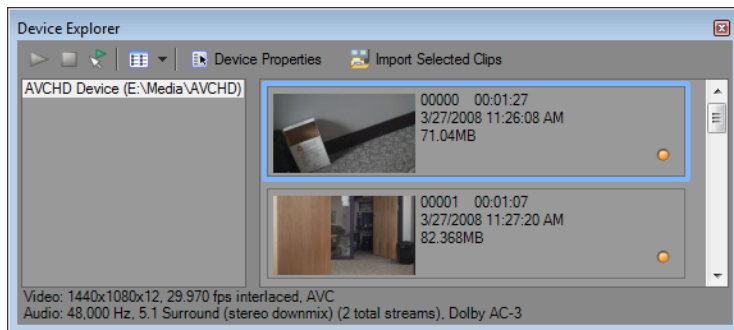 Device Explorer
Device Properties
Import Selected Clips
AVCHD Device (E:\Media\AVCHD)
00000 00:01:27
3/27/2008 11:26:08 AM
71.04MB
00001 00:01:07
3/27/2008 11:27:20 AM
82.368MB
Video: 1440x1080x12, 29.970 fps interlaced, AVC
Audio: 48,000 Hz, 5.1 Surround (stereo downmix) (2 total streams), Dolby AC-3